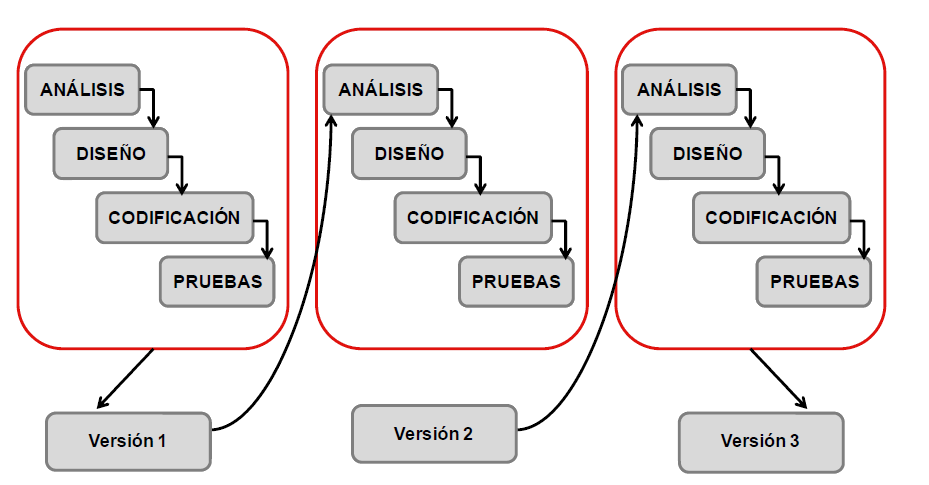 ANÁLISIS
DISEÑO
CODIFICACIÓN
PRUEBAS
Versión 1
ANÁLISIS
DISEÑO
CODIFICACIÓN
PRUEBAS
Versión 2
ANÁLISIS
DISEÑO
CODIFICACIÓN
PRUEBAS
Versión 3